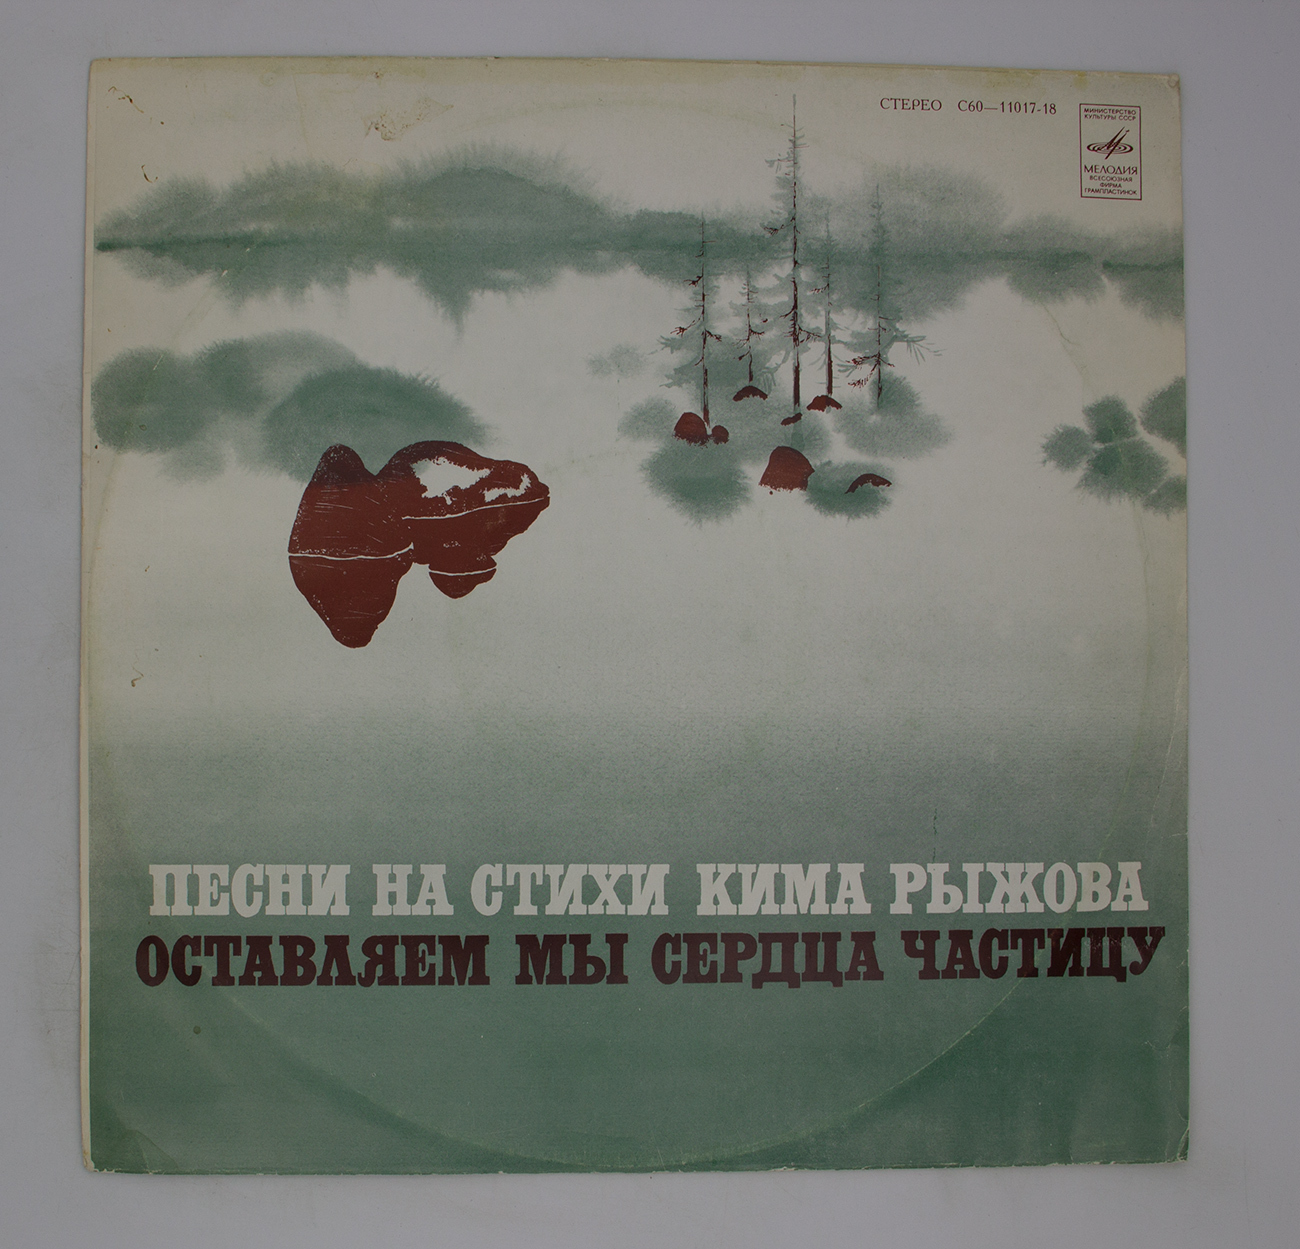 СТЕРЕО С60—11017-18
МИНИСТЕРСТВО
КУЛЬТУРЫ СССР
МЕЛОДИЯ
ВСЕСОЮЗНАЯ
ФИРМА
ГРАМПЛАСТИНОК
ПЕСНИ НА СТИХИ КИМА РЫЖОВА
ОСТАВЛЯЕМ МЫ СЕРДЦА ЧАСТИЦУ